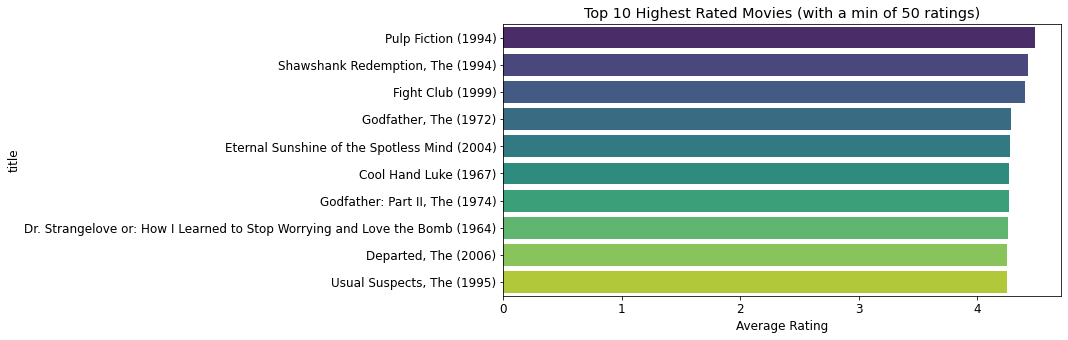 Top 10 Highest Rated Movies (with a min of 50 ratings)
title
Pulp Fiction (1994)
Shawshank Redemption, The (1994)
Fight Club (1999)
Godfather, The (1972)
Eternal Sunshine of the Spotless Mind (2004)
Cool Hand Luke (1967)
Godfather: Part II, The (1974)
Dr. Strangelove or: How I Learned to Stop Worrying and Love the Bomb (1964)
Departed, The (2006)
Usual Suspects, The (1995)
0 1 2 3 4
Average Rating